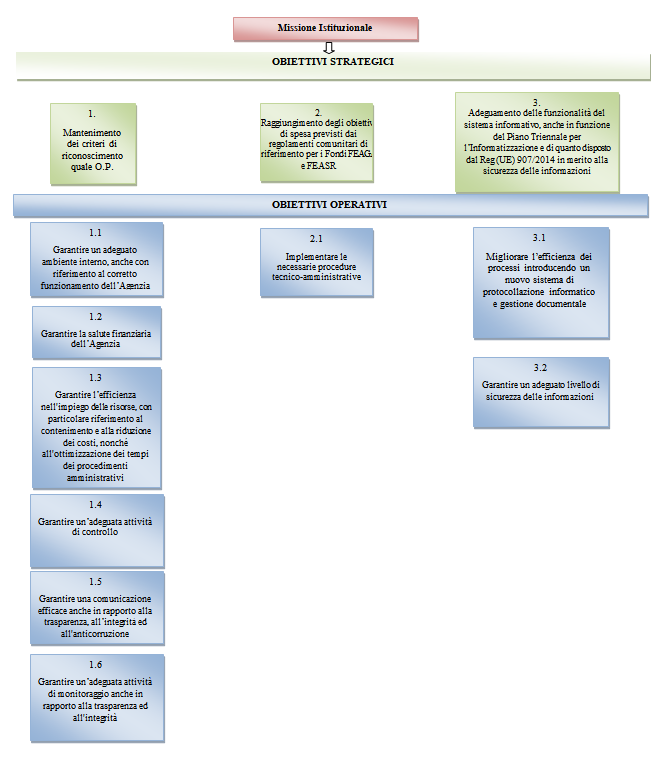 Missione Istituzionale
OBIETTIVI STRATEGICI
1.
Mantenimento
dei criteri di
riconoscimento
quale O.P.
2.
Raggiungimento degli obiettivi
di spesa previsti dai
regolamenti comunitari di
riferimento per i Fondi FEAGA
e FEASR
3.
Adeguamento delle funzionalità del
sistema informativo, anche in funzione
del Piano Triennale per
l’Informatizzazione e di quanto disposto
dal Reg (UE) 907/2014 in merito alla
sicurezza delle informazioni
OBIETTIVI OPERATIVI
1.1
Garantire un adeguato
ambiente interno, anche con
riferimento al corretto
funzionamento dell’Agenzia
1.2
Garantire la salute finanziaria
dell’Agenzia
1.3
Garantire l’efficienza
nell'impiego delle risorse, con
particolare riferimento al
contenimento e alla riduzione
dei costi, nonchè
all'ottimizzazione dei tempi
dei procedimenti
amministrativi
1.4
Garantire un’adeguata attività
di controllo
1.5
Garantire una comunicazione
efficace anche in rapporto alla
trasparenza, all’integrità ed
all'anticorruzione
1.6
Garantire un’adeguata attività
di monitoraggio anche in
rapporto alla trasparenza ed
all'integrità
2.1
Implementare le
necessarie procedure
tecnico-amministrative
3.1
Migliorare l’efficienza dei
processi introducendo un
nuovo sistema di
protocollazione informatico
e gestione documentale
3.2
Garantire un adeguato livello di
sicurezza delle informazioni